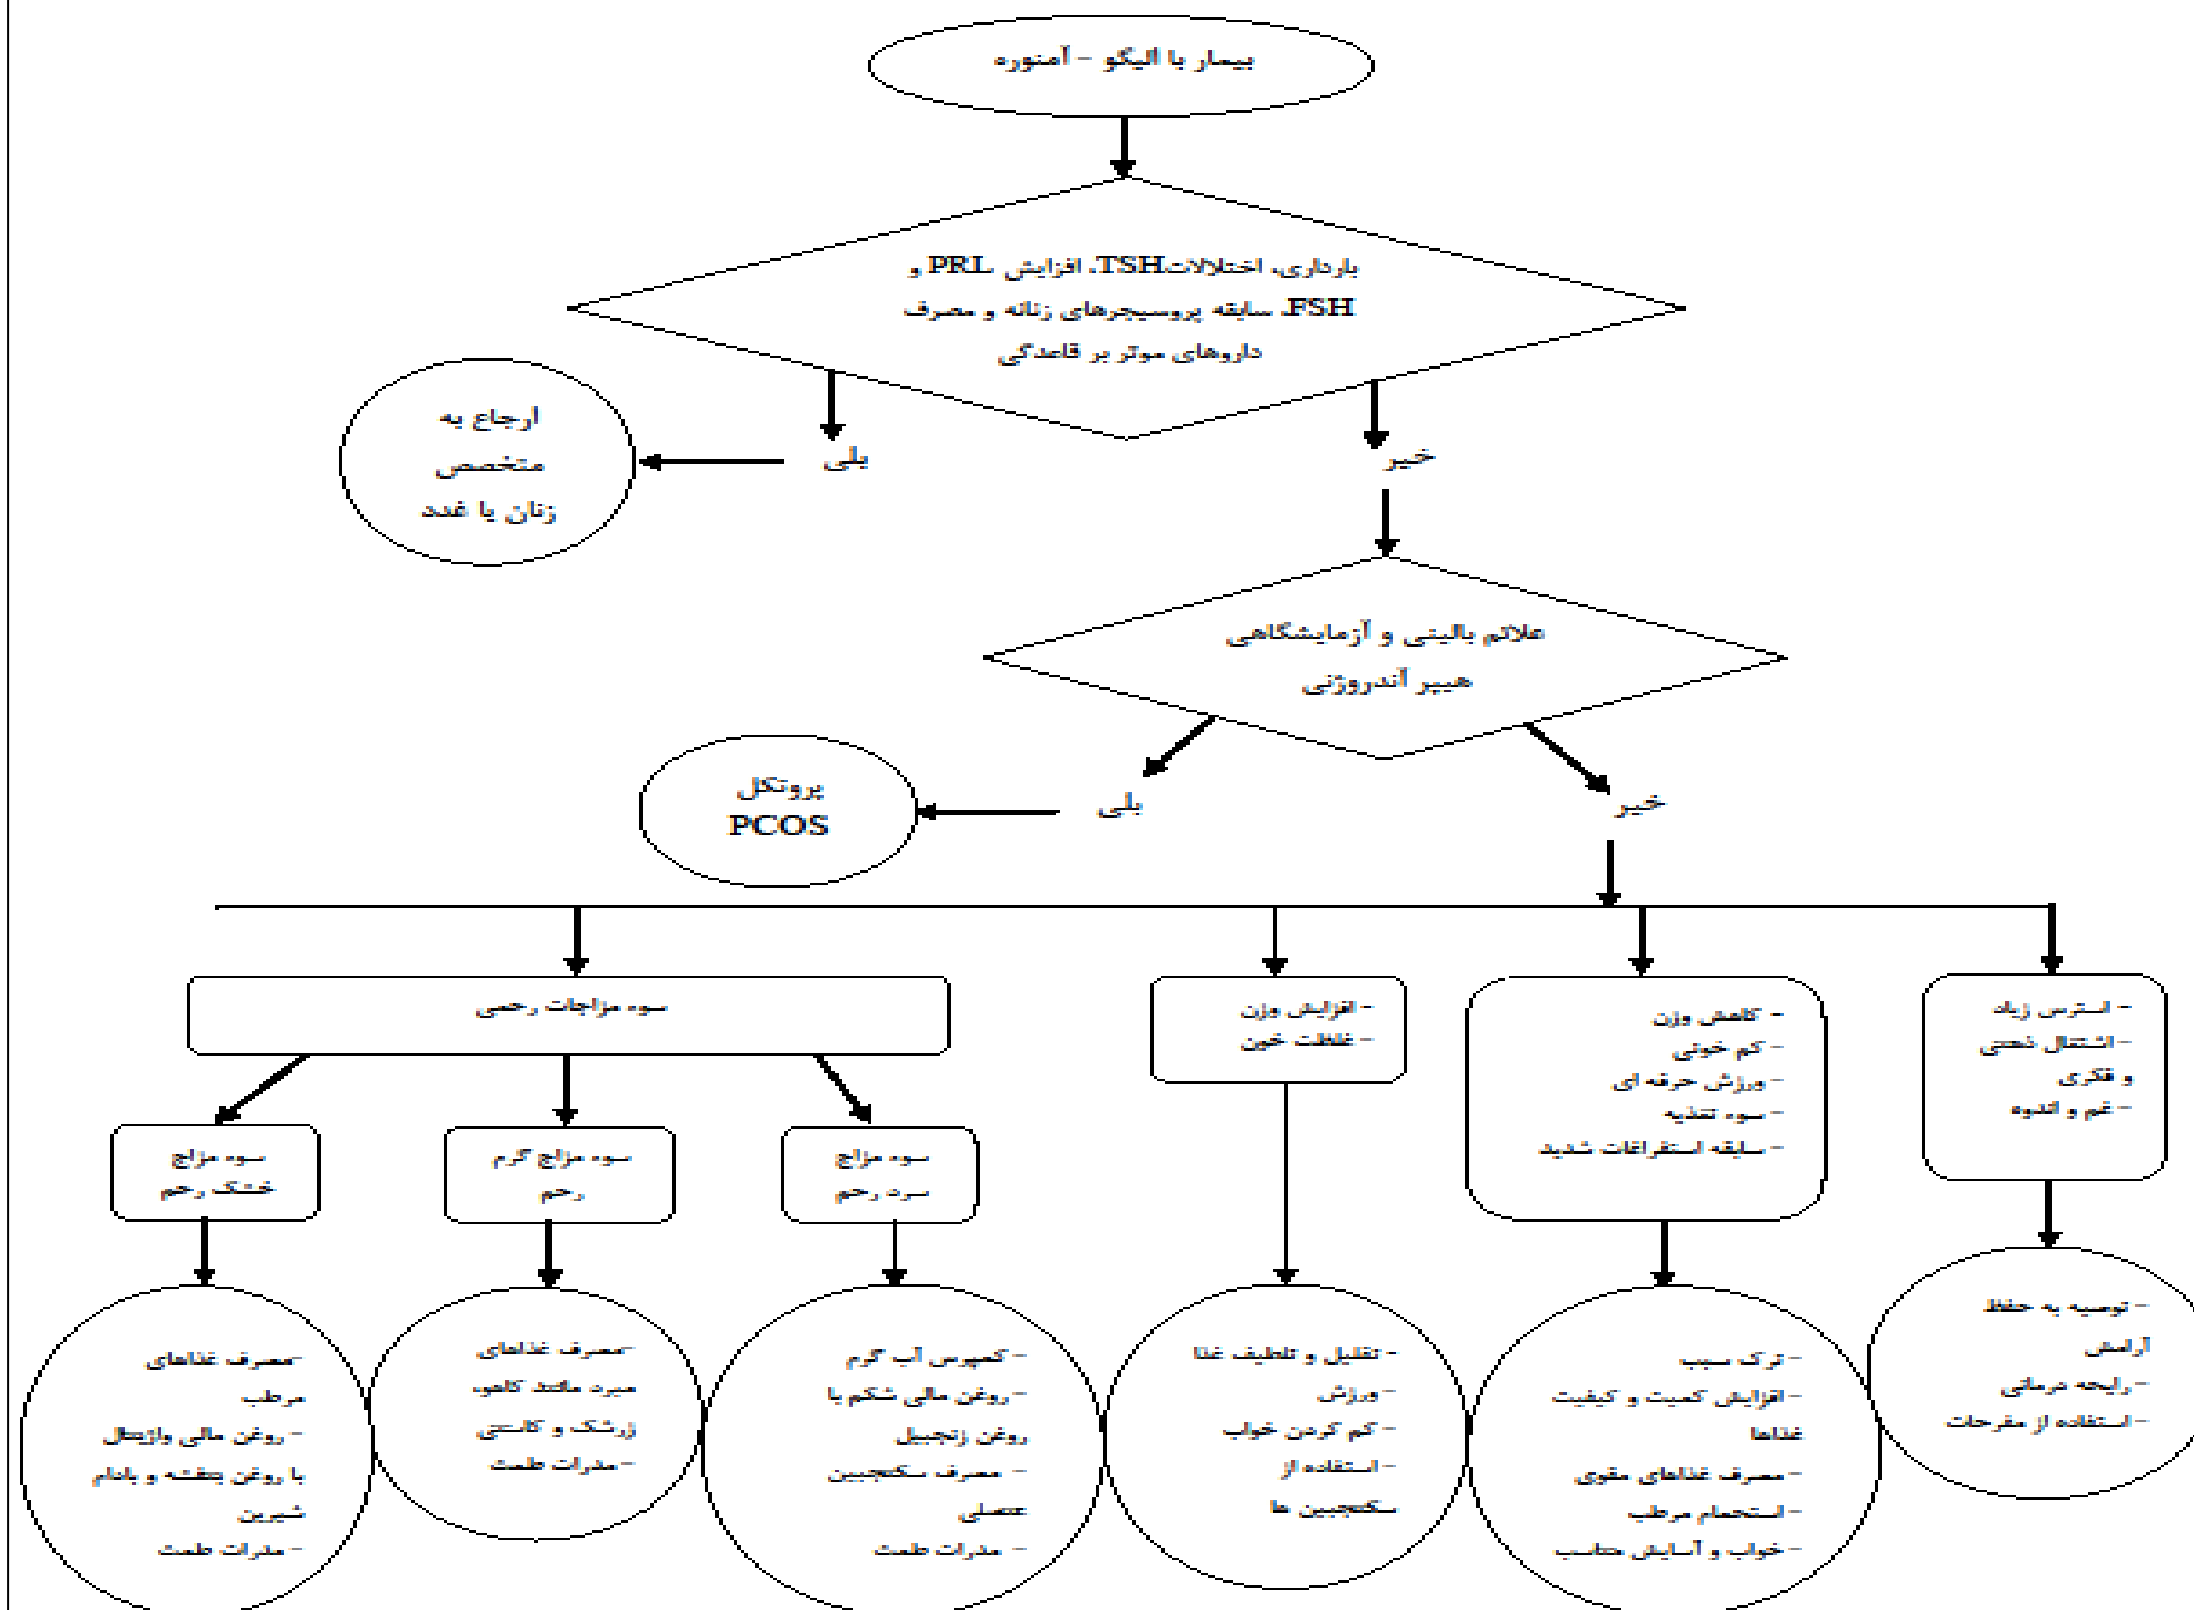 بیمار با الیگو - آمنوره
بارداری، اختلالات TSH، افزایش PRL و
FSH، سابقه پروسیجرهای زنانه و مصرف
داروهای موثر بر قاعدگی
بلی
خیر
ارجاع به
متخصص
زنان یا غدد
علائم بالینی و آزمایشگاهی
هیپر آندروژنی
بلی
خیر
پروتکل
PCOS
- استرس زیاد
- اشتغال ذهنی
و فکری
- غم و اندوه
- کاهش وزن
- کم خونی
- ورزش حرفه ای
- سوء تغذیه
- سابقه استفراغات شدید
- افزایش وزن
- غلظت خون
سوء مزاجات رحمی
سوء مزاج
سرد رحم
سوء مزاج گرم
رحم
سوء مزاج
خشک رحم
- توصیه به حفظ
آرامش
- رایحه درمانی
- استفاده از مفرحات
- ترک سبب
- افزایش کمیت و کیفیت
غذاها
- مصرف غذاهای مقوی
- استحمام مرطب
- خواب و آسایش مناسب
- تقلیل و تلطیف غذا
- ورزش
- کم کردن خواب
- استفاده از
سکنجبین ها
- کمپرس آب گرم
- روغن مالی شکم با
روغن زنجبیل
- مصرف سکنجبین
عنصلی
- مدرات طمث
-مصرف غذاهای
مبرد مانند کاهو،
زرشک و کاسنی
-مدرات طمث
-مصرف غذاهای
مرطب
- روغن مالی واژینال
با روغن بنفشه و بادام
شیرین
- مدرات طمث